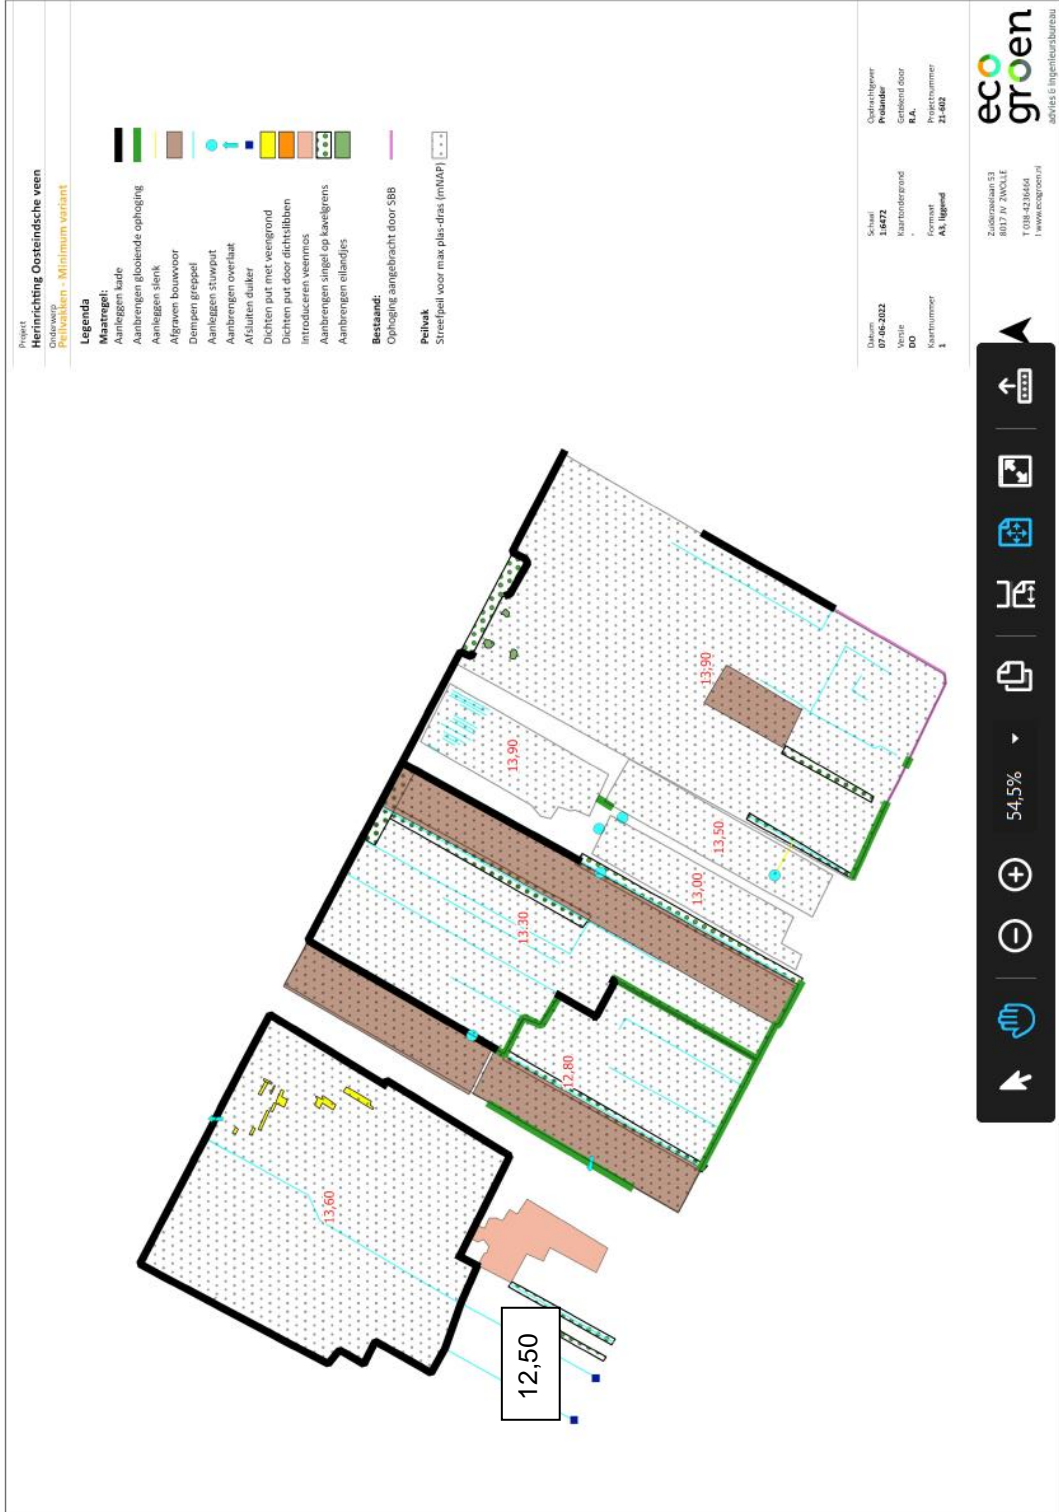 Project
Herinrichting Oosteindsche veen
Onderwerp
Peilvakken - Minimum variant
Legenda
Maatregel:
Aanleggen kade
Aanbrengen glooiende ophoging
Aanleggen slenk
Afgraven bouwvoor
Dempen greppel
Aanleggen stuwput
Aanbrengen overlaat
Afsluiten duiker
Dichten put met veengrond
Dichten put door dichtslibben
Introduceren veenmos
Aanbrengen singel op kavelgrens
Aanbrengen eilandjes
Bestaand:
Ophoging aangebracht door SBB
Peilvak
Streefpeil voor max plas-dras (mNAP)
Datum
07-06-2022
Schaal
1:6472
Opdrachtgever
Prolander
Versie
DO
Kaartondergrond
-
Getekend door
R.A.
Kaartnummer
1
Formaat
A3, liggend
Projectnummer
21-602
Zuiderzeelaan 53
8017 JV ZWOLLE
T 038-4236464
I www.ecogroen.nl
eco
groen
advies & ingenieursbureau
13,60
12,50
12,80
13.30
13,90
13,00
13,50
13,90
54,5%